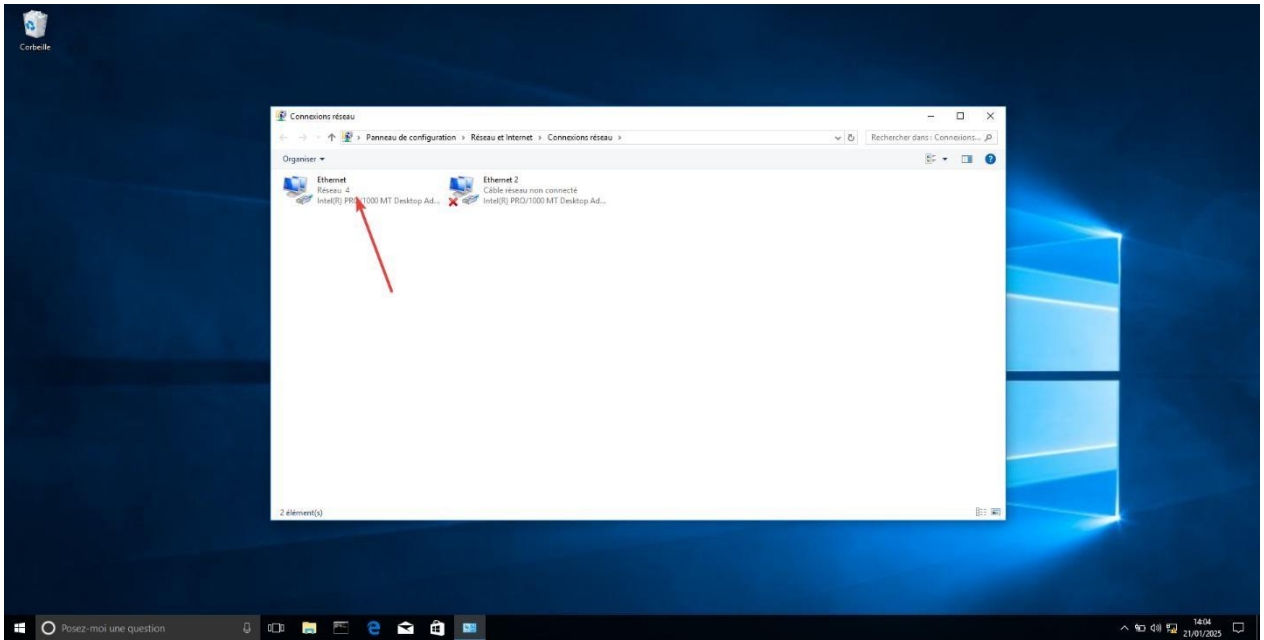 Corbeille
Connexions réseau
Panneau de configuration > Réseau et Internet > Connexions réseau >
Rechercher dans : Connexions...
Organiser
Ethernet
Réseau 4
Intel(R) PRO/1000 MT Desktop Ad...
Ethernet 2
Câble réseau non connecté
Intel(R) PRO/1000 MT Desktop Ad...
2 élément(s)
Posez-moi une question
14:04
21/01/2025